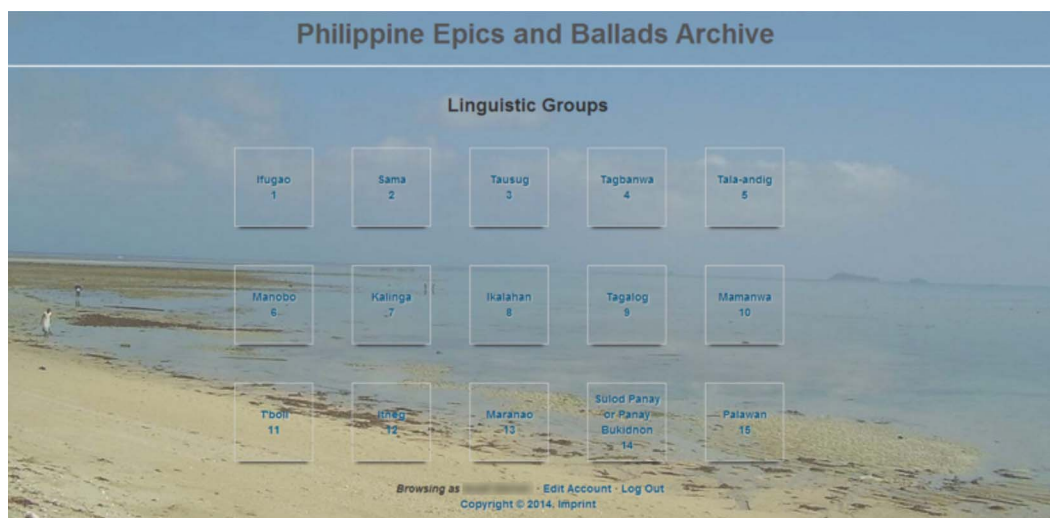 Philippine Epics and Ballads Archive
Linguistic Groups
Ifugao
1
Sama
2
Tausug
3
Tagbanwa
4
Tala-andig
5
Manobo
6
Kalinga
7
Ikalahan
8
Tagalog
9
Mamanwa
10
T'boli
11
Itneg
12
Maranao
13
Sulod Panay
or Panay
Bukidnon
14
Palawan
15
Browsing as · Edit Account · Log Out
Copyright © 2014. Imprint